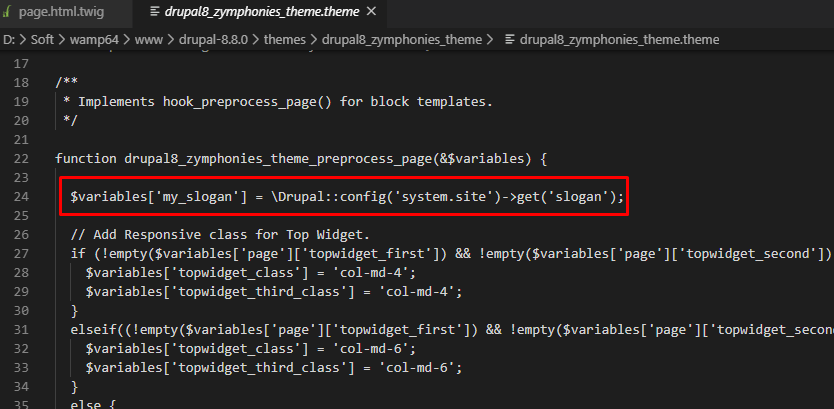 page.html.twig drupal8_zymphonies_theme.theme ×
D: > Soft > wamp64 > www > drupal-8.8.0 > themes > drupal8_zymphonies_theme > drupal8_zymphonies_theme.theme
17
18 /**
19  * Implements hook_preprocess_page() for block templates.
20  */
21
22 function drupal8_zymphonies_theme_preprocess_page(&$variables) {
23
24   $variables['my_slogan'] = \Drupal::config('system.site')->get('slogan');
25
26   // Add Responsive class for Top Widget.
27   if (!empty($variables['page']['topwidget_first']) && !empty($variables['page']['topwidget_second'])
28     $variables['topwidget_class'] = 'col-md-4';
29     $variables['topwidget_third_class'] = 'col-md-4';
30   }
31   elseif((!empty($variables['page']['topwidget_first']) && !empty($variables['page']['topwidget_secon
32     $variables['topwidget_class'] = 'col-md-6';
33     $variables['topwidget_third_class'] = 'col-md-6';
34   }
35   else {